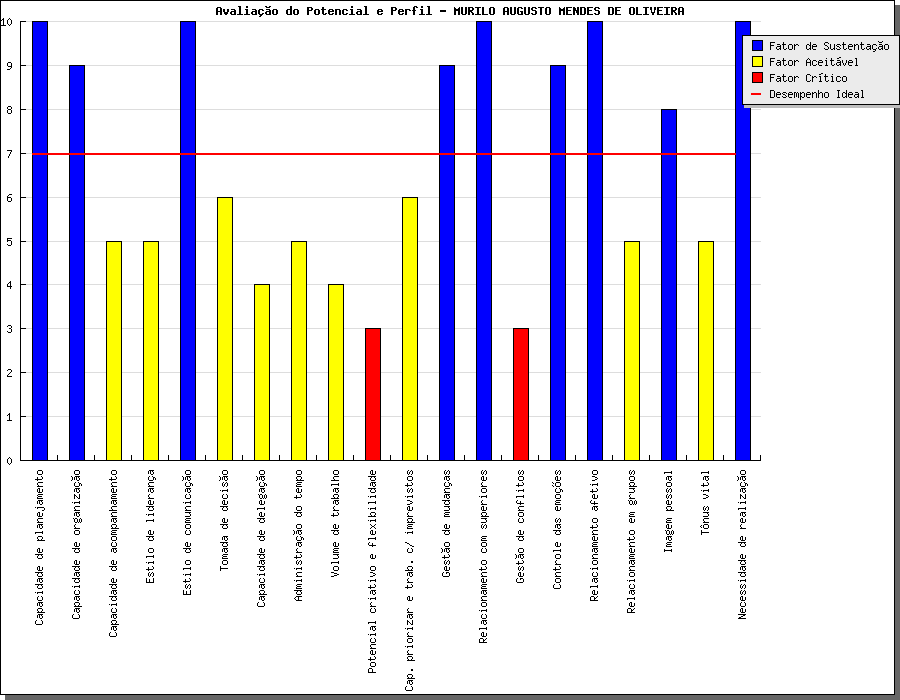 Avaliação do Potencial e Perfil - MURILO AUGUSTO MENDES DE OLIVEIRA
Fator de Sustentação
Fator Aceitável
Fator Crítico
Desempenho Ideal
10
9
8
7
6
5
4
3
2
1
0
Capacidade de planejamento
Capacidade de organização
Capacidade de acompanhamento
Estilo de liderança
Estilo de comunicação
Tomada de decisão
Capacidade de delegação
Administração do tempo
Volume de trabalho
Potencial criativo e flexibilidade
Cap. priorizar e trab. c/ imprevistos
Gestão de mudanças
Relacionamento com superiores
Gestão de conflitos
Controle das emoções
Relacionamento afetivo
Relacionamento em grupos
Imagem pessoal
Tônus vital
Necessidade de realização